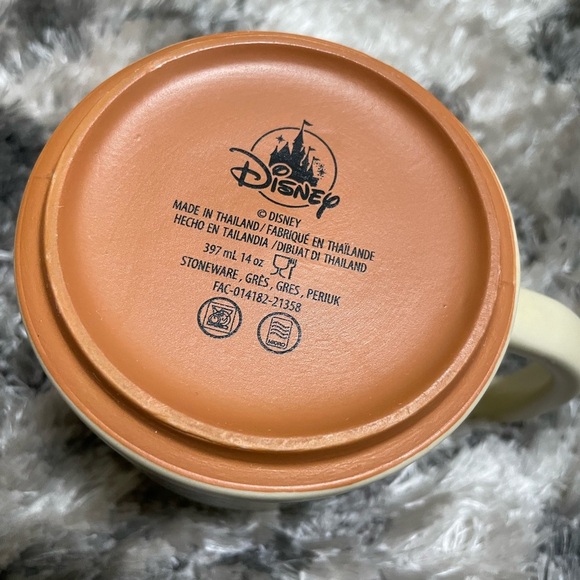 Disney
© DISNEY
MADE IN THAILAND/FABRIQUÉ EN THAÏLANDE
HECHO EN TAILANDIA/DIBUAT DI THAILAND
397 mL 14 oz
STONEWARE, GRÈS, GRES, PERIUK
FAC-014182-21358
MICRO